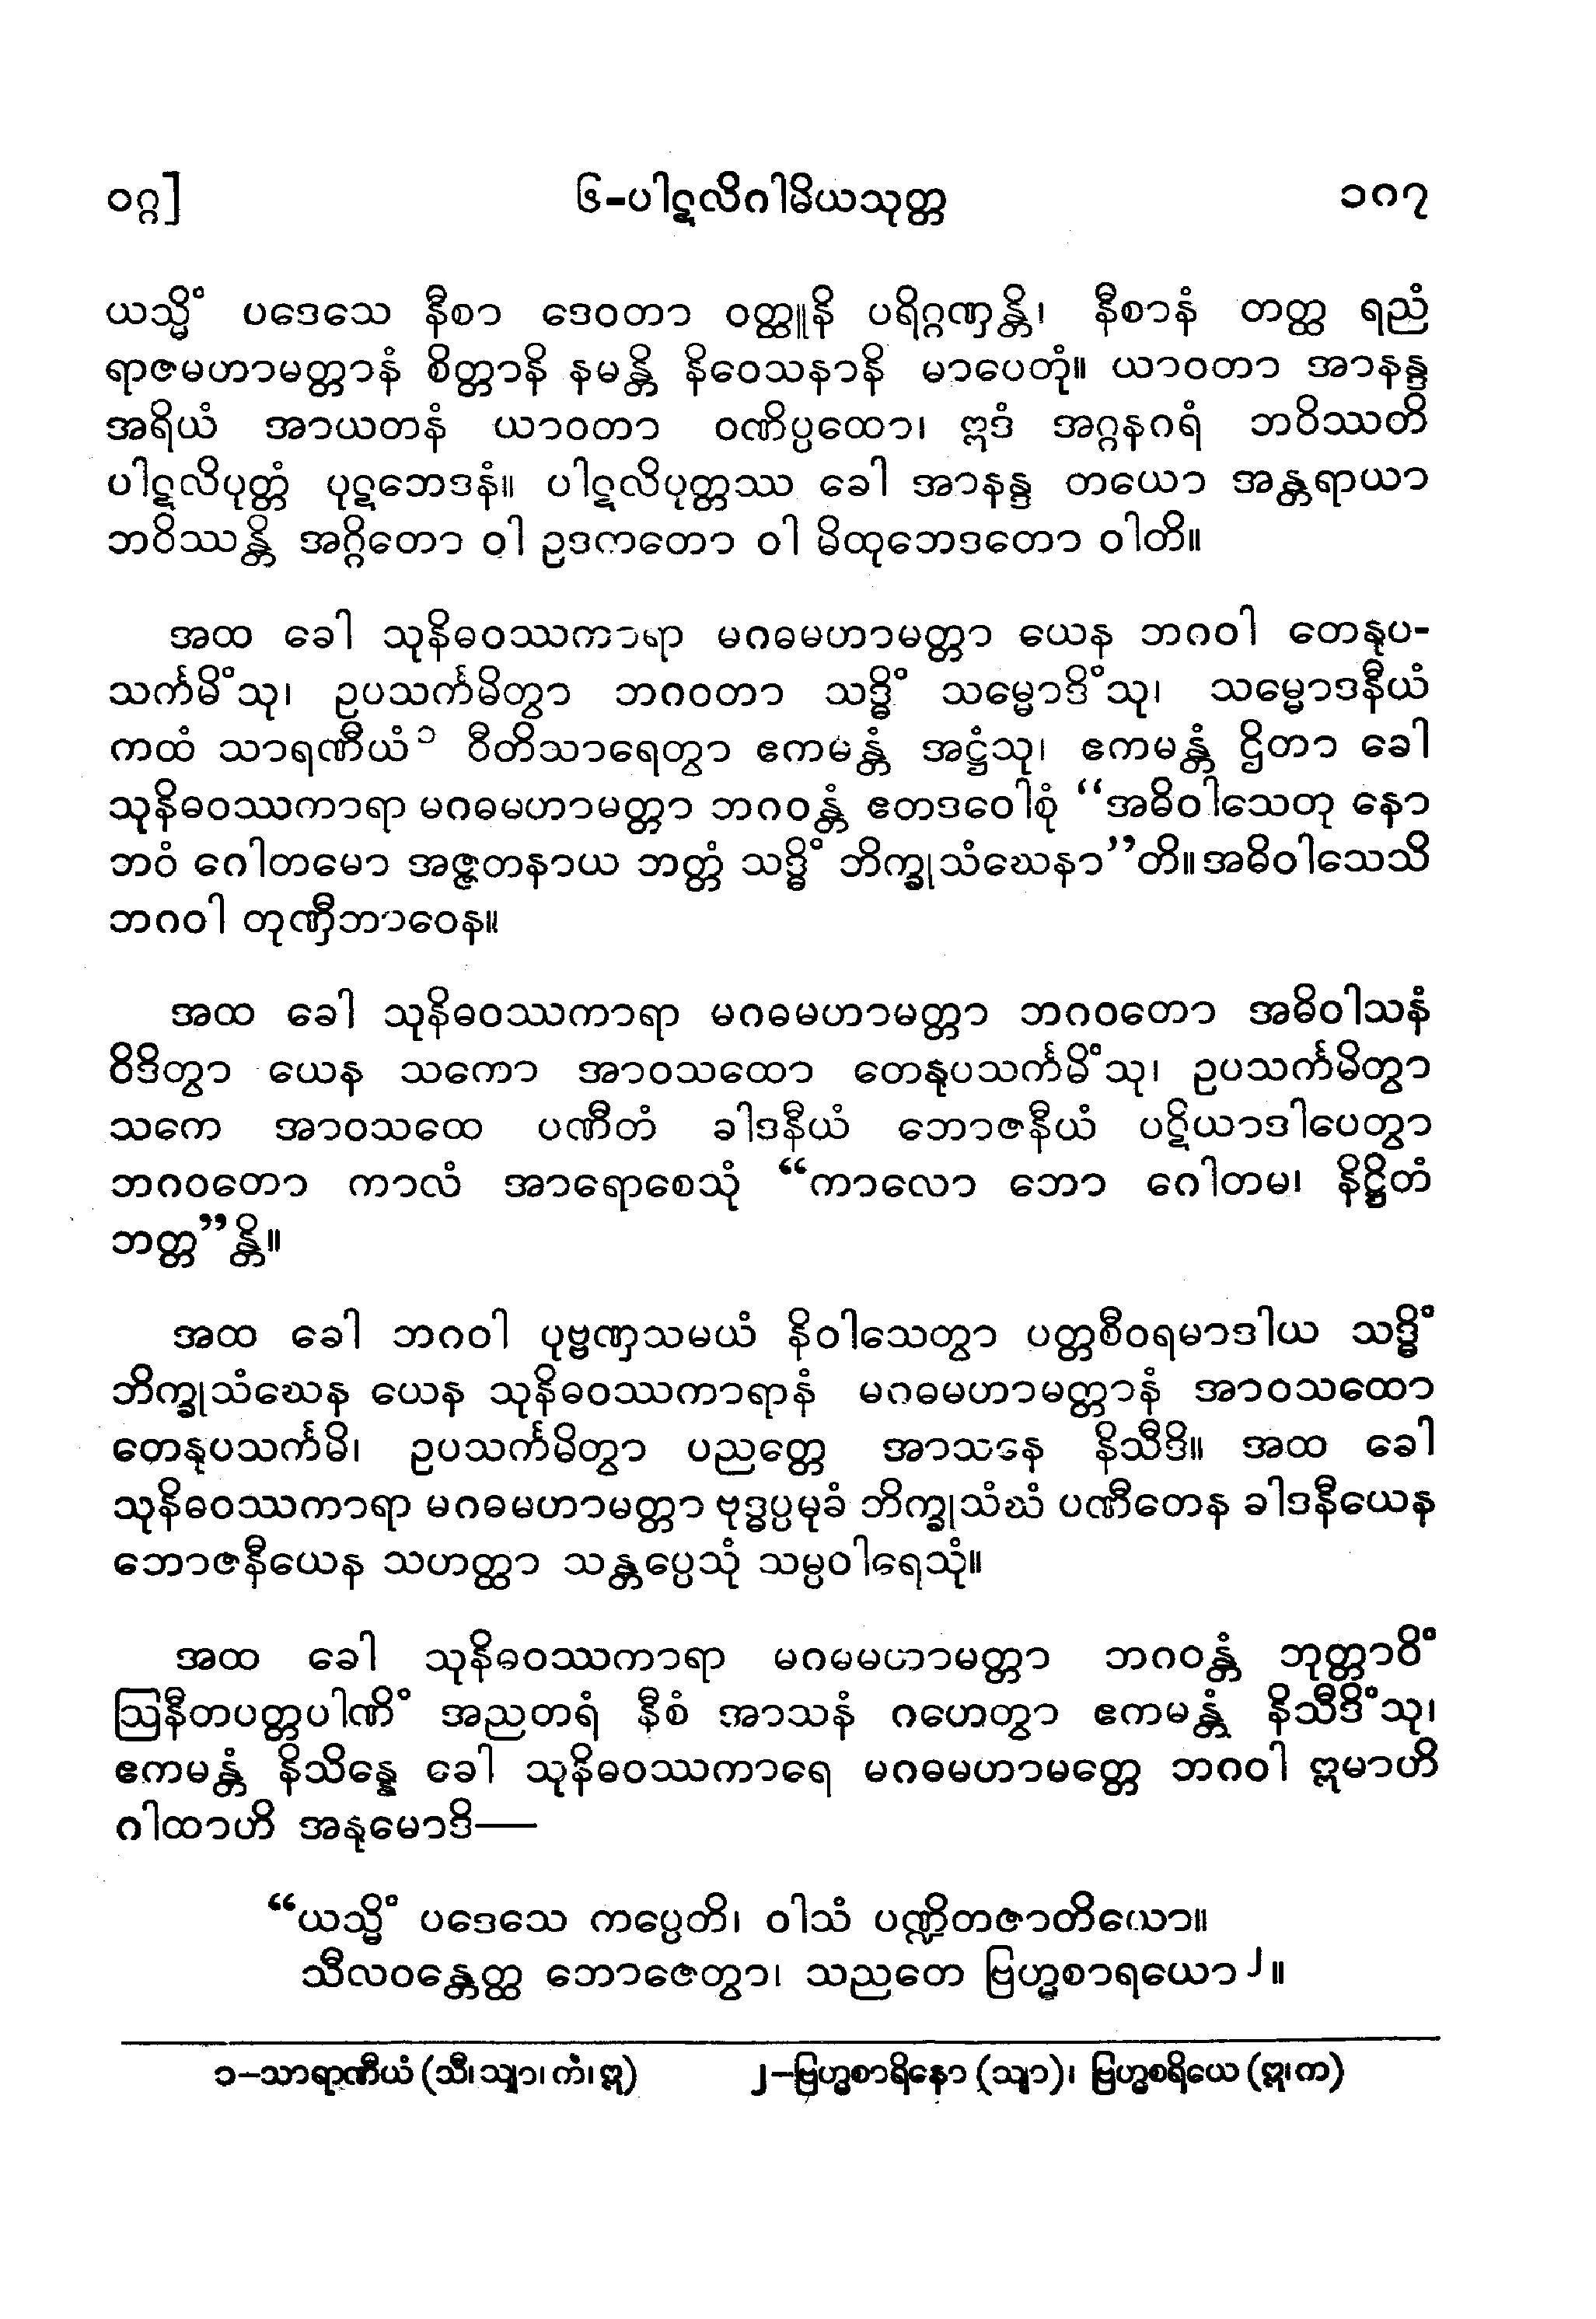 ဝဂ္ဂ] ၆-ပါဋလိဂါမိယသုတ္တ ၁၈၇
ယသ္မိံ ပဒေသေ နီစာ ဒေဝတာ ဝတ္ထူနိ ပရိဂ္ဂဏှန္တိ၊ နီစာနံ တတ္ထ ရညံ
ရာဇမဟာမတ္တာနံ စိတ္တာနိ နမန္တိ နိဝေသနာနိ မာပေတုံ။ ယာဝတာ အာနန္ဒ
အရိယံ အာယတနံ ယာဝတာ ဝဏိပ္ပထော၊ ဣဒံ အဂ္ဂနဂရံ ဘဝိဿတိ
ပါဋလိပုတ္တံ ပုဋဘေဒနံ။ ပါဋလိပုတ္တဿ ခေါ အာနန္ဒ တယော အန္တရာယာ
ဘဝိဿန္တိ အဂ္ဂိတော ဝါ ဥဒကတော ဝါ မိထုဘေဒတော ဝါတိ။
အထ ခေါ သုနိဓဝဿကာရာ မဂဓမဟာမတ္တာ ယေန ဘဂဝါ တေနုပ-
သင်္ကမိံသု၊ ဥပသင်္ကမိတွာ ဘဂဝတာ သဒ္ဓိံ သမ္မောဒိံသု၊ သမ္မောဒနီယံ
ကထံ သာရဏီယံ၁ ဝီတိသာရေတွာ ဧကမန္တံ အဋ္ဌံသု၊ ဧကမန္တံ ဌိတာ ခေါ
သုနိဓဝဿကာရာ မဂဓမဟာမတ္တာ ဘဂဝန္တံ ဧတဒဝေါစုံ “အဓိဝါသေတု နော
ဘဝံ ဂေါတမော အဇ္ဇတနာယ ဘတ္တံ သဒ္ဓိံ ဘိက္ခုသံဃေနာ”တိ။ အဓိဝါသေသိ
ဘဂဝါ တုဏှီဘာဝေန။
အထ ခေါ သုနိဓဝဿကာရာ မဂဓမဟာမတ္တာ ဘဂဝတော အဓိဝါသနံ
ဝိဒိတွာ ယေန သကော အာဝသထော တေနုပသင်္ကမိံသု၊ ဥပသင်္ကမိတွာ
သကေ အာဝသထေ ပဏီတံ ခါဒနီယံ ဘောဇနီယံ ပဋိယာဒါပေတွာ
ဘဂဝတော ကာလံ အာရောစေသုံ “ကာလော ဘော ဂေါတမ၊ နိဋ္ဌိတံ
ဘတ္တ”န္တိ။
အထ ခေါ ဘဂဝါ ပုဗ္ဗဏှသမယံ နိဝါသေတွာ ပတ္တစီဝရမာဒါယ သဒ္ဓိံ
ဘိက္ခုသံဃေန ယေန သုနိဓဝဿကာရာနံ မဂဓမဟာမတ္တာနံ အာဝသထော
တေနုပသင်္ကမိ၊ ဥပသင်္ကမိတွာ ပညတ္တေ အာသနေ နိသီဒိ။ အထ ခေါ
သုနိဓဝဿကာရာ မဂဓမဟာမတ္တာ ဗုဒ္ဓပ္ပမုခံ ဘိက္ခုသံဃံ ပဏီတေန ခါဒနီယေန
ဘောဇနီယေန သဟတ္ထာ သန္တပ္ပေသုံ သမ္ပဝါရေသုံ။
အထ ခေါ သုနိဓဝဿကာရာ မဂဓမဟာမတ္တာ ဘဂဝန္တံ ဘုတ္တာဝိံ
ဩနီတပတ္တပါဏိံ အညတရံ နီစံ အာသနံ ဂဟေတွာ ဧကမန္တံ နိသီဒိံသု၊
ဧကမန္တံ နိသိန္နေ ခေါ သုနိဓဝဿကာရေ မဂဓမဟာမတ္တေ ဘဂဝါ ဣမာဟိ
ဂါထာဟိ အနုမောဒိ—
“ယသ္မိံ ပဒေသေ ကပ္ပေတိ၊ ဝါသံ ပဏ္ဍိတဇာတိယော။
သီလဝန္တေတ္ထ ဘောဇေတွာ၊ သညတေ ဗြဟ္မစာရယော၂။
၁–သာရာဏီယံ (သီ၊ သျာ၊ ကံ၊ ဣ) ၂–ဗြဟ္မစာရိနော (သျာ)၊ ဗြဟ္မစရိယေ (ဣ၊ က)